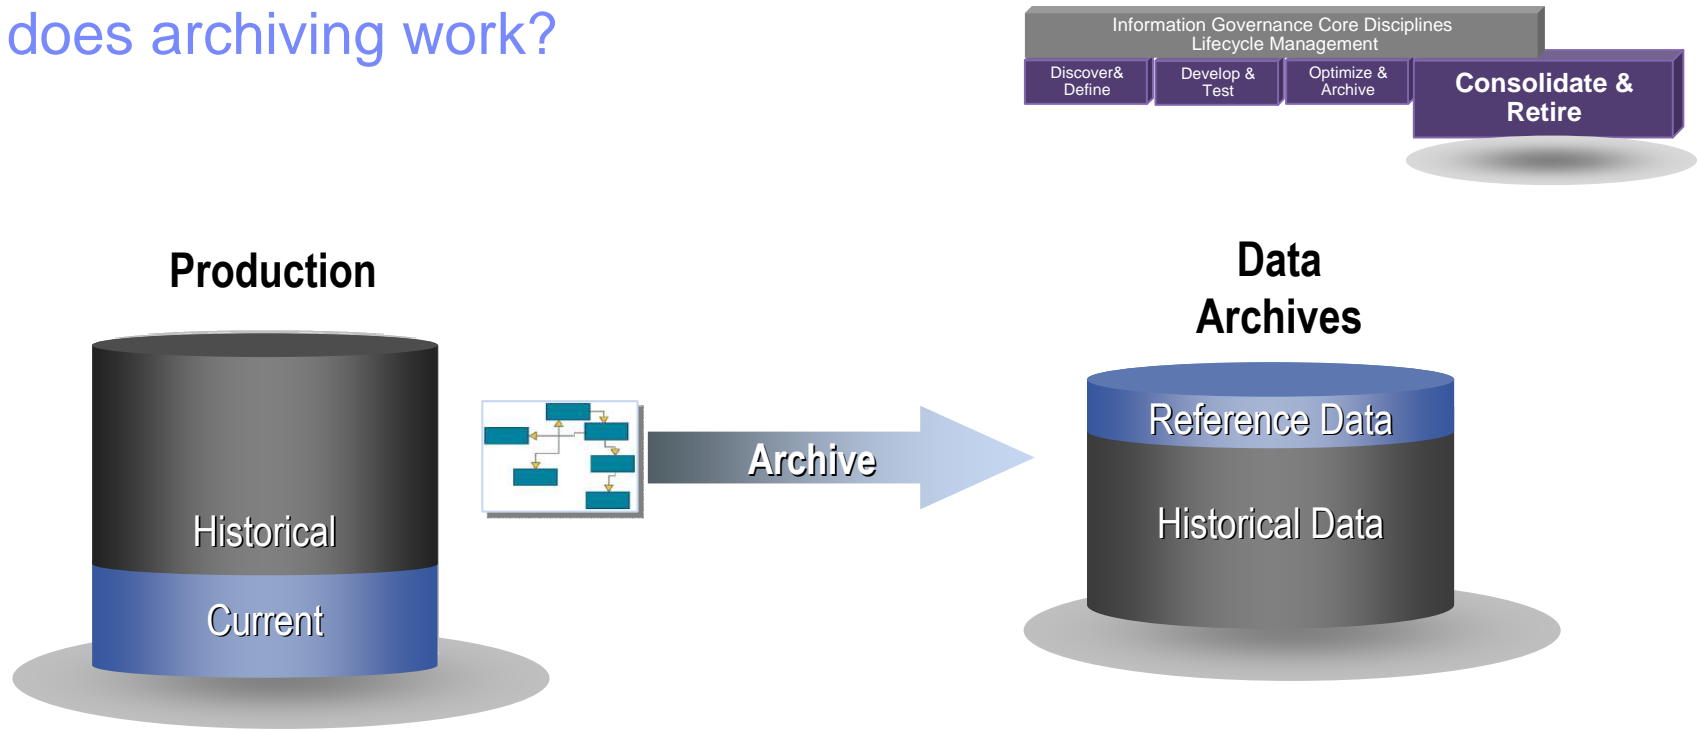 does archiving work?
Information Governance Core Disciplines
Lifecycle Management
Discover&
Define
Develop &
Test
Optimize &
Archive
Consolidate &
Retire
Production
Historical
Current
Archive
Data
Archives
Reference Data
Historical Data